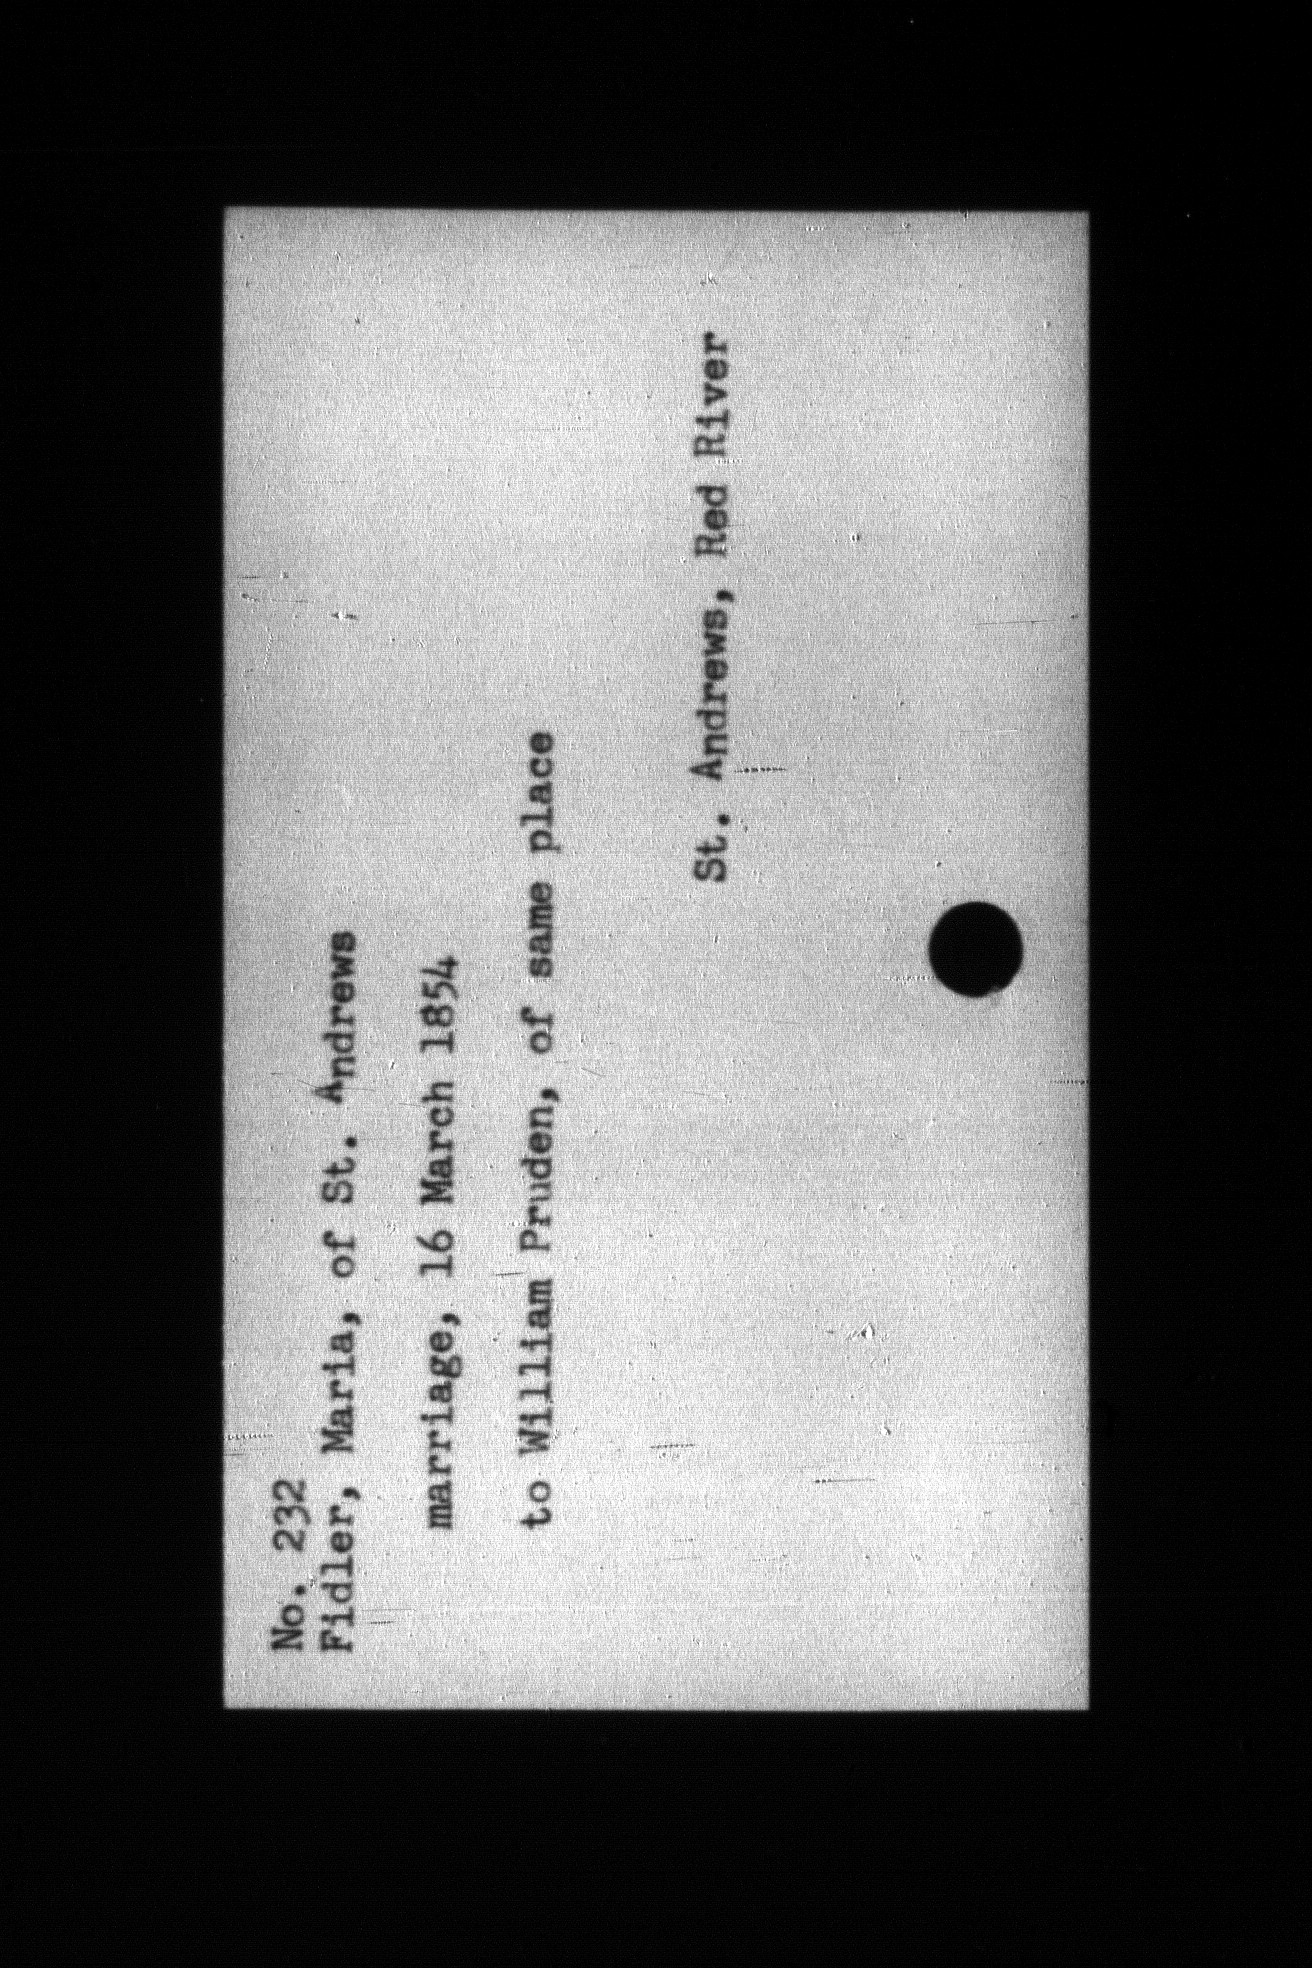 No. 232
Fidler, Maria, of St. Andrews
marriage, 16 March 1854
to William Pruden, of same place
St. Andrews, Red River